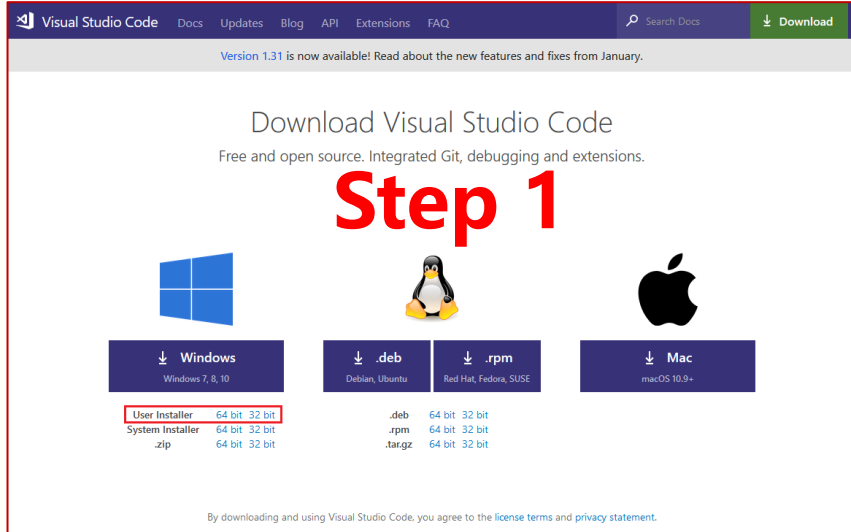 Visual Studio Code Docs Updates Blog API Extensions FAQ Search Docs Download
Version 1.31 is now available! Read about the new features and fixes from January.
Download Visual Studio Code
Free and open source. Integrated Git, debugging and extensions.
Step 1
Windows
Windows 7, 8, 10
.deb
Debian, Ubuntu
.rpm
Red Hat, Fedora, SUSE
Mac
macOS 10.9+
User Installer 64 bit 32 bit
System Installer 64 bit 32 bit
.zip 64 bit 32 bit
.deb 64 bit 32 bit
.rpm 64 bit 32 bit
.tar.gz 64 bit 32 bit
By downloading and using Visual Studio Code, you agree to the license terms and privacy statement.